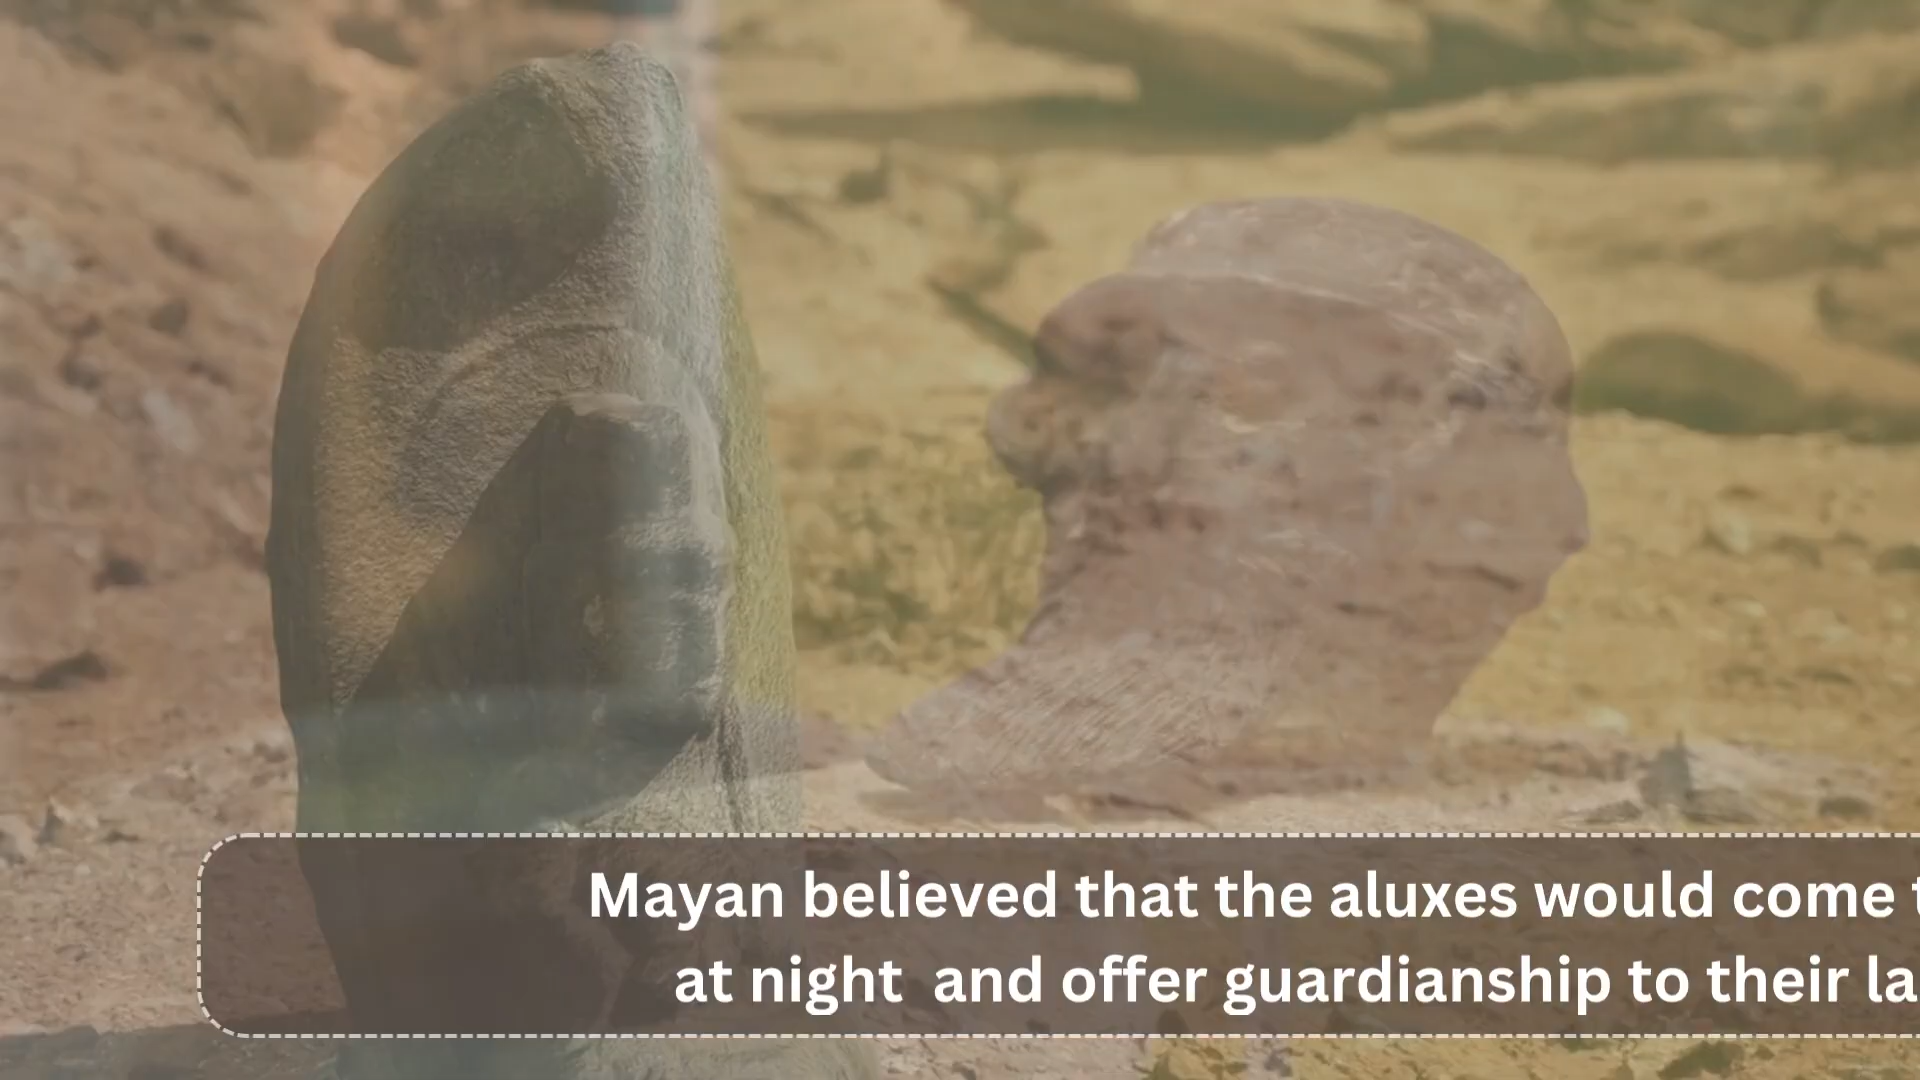 Mayan believed that the aluxes would come
at night and offer guardianship to their